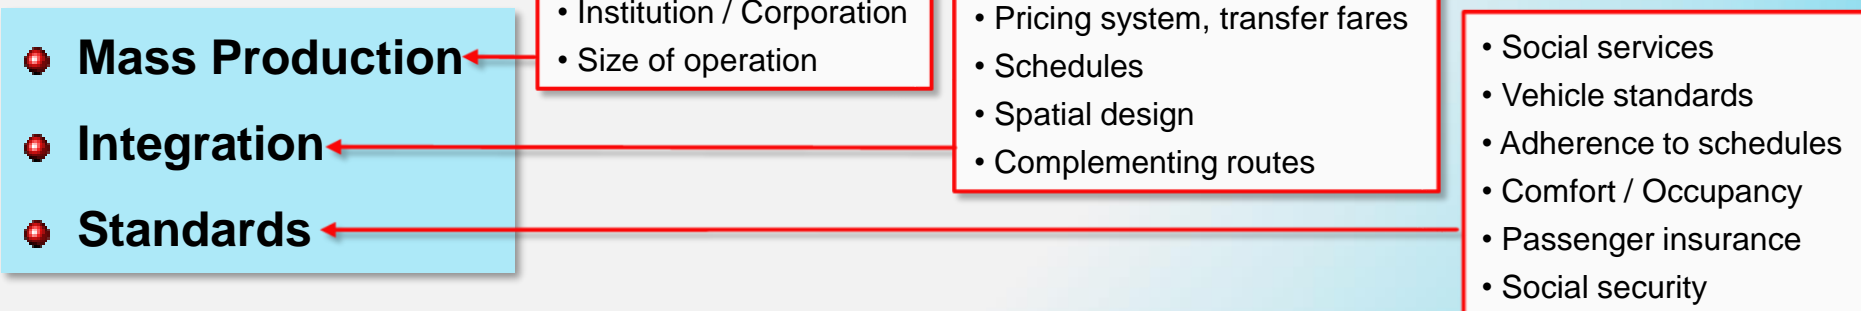 Mass Production
Integration
Standards
• Institution / Corporation
• Size of operation
• Pricing system, transfer fares
• Schedules
• Spatial design
• Complementing routes
• Social services
• Vehicle standards
• Adherence to schedules
• Comfort / Occupancy
• Passenger insurance
• Social security